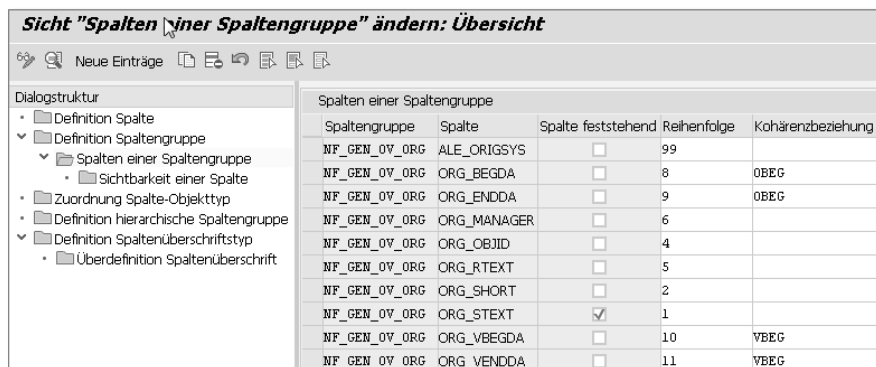 Sicht "Spalten einer Spaltengruppe" ändern: Übersicht
Neue Einträge
Dialogstruktur
Definition Spalte
Definition Spaltengruppe
Spalten einer Spaltengruppe
Sichtbarkeit einer Spalte
Zuordnung Spalte-Objekttyp
Definition hierarchische Spaltengruppe
Definition Spaltenüberschriftstyp
Überdefinition Spaltenüberschrift
Spalten einer Spaltengruppe
Spaltengruppe Spalte Spalte feststehend Reihenfolge Kohärenzbeziehung
NF_GEN_OV_ORG ALE_ORIGSYS 99
NF_GEN_OV_ORG ORG_BEGDA 8 OBEG
NF_GEN_OV_ORG ORG_ENDDA 9 OBEG
NF_GEN_OV_ORG ORG_MANAGER 6
NF_GEN_OV_ORG ORG_OBJID 4
NF_GEN_OV_ORG ORG_RTEXT 5
NF_GEN_OV_ORG ORG_SHORT 2
NF_GEN_OV_ORG ORG_STEXT 1
NF_GEN_OV_ORG ORG_VBEGDA 10 VBEG
NF_GEN_OV_ORG ORG_VENDDA 11 VBEG